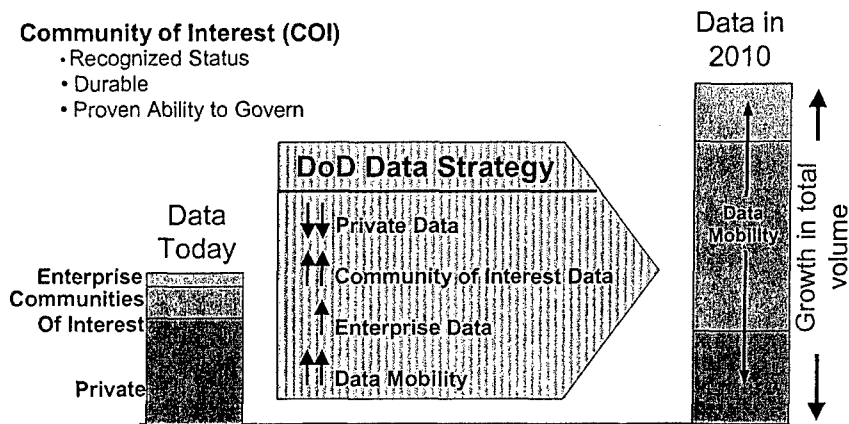 Community of Interest (COI)
• Recognized Status
• Durable
• Proven Ability to Govern
Data in
2010
DoD Data Strategy
Private Data
Community of Interest Data
Enterprise Data
Data Mobility
Data
Today
Enterprise
Communities
Of Interest
Private
Data
Mobility
Growth in total
volume